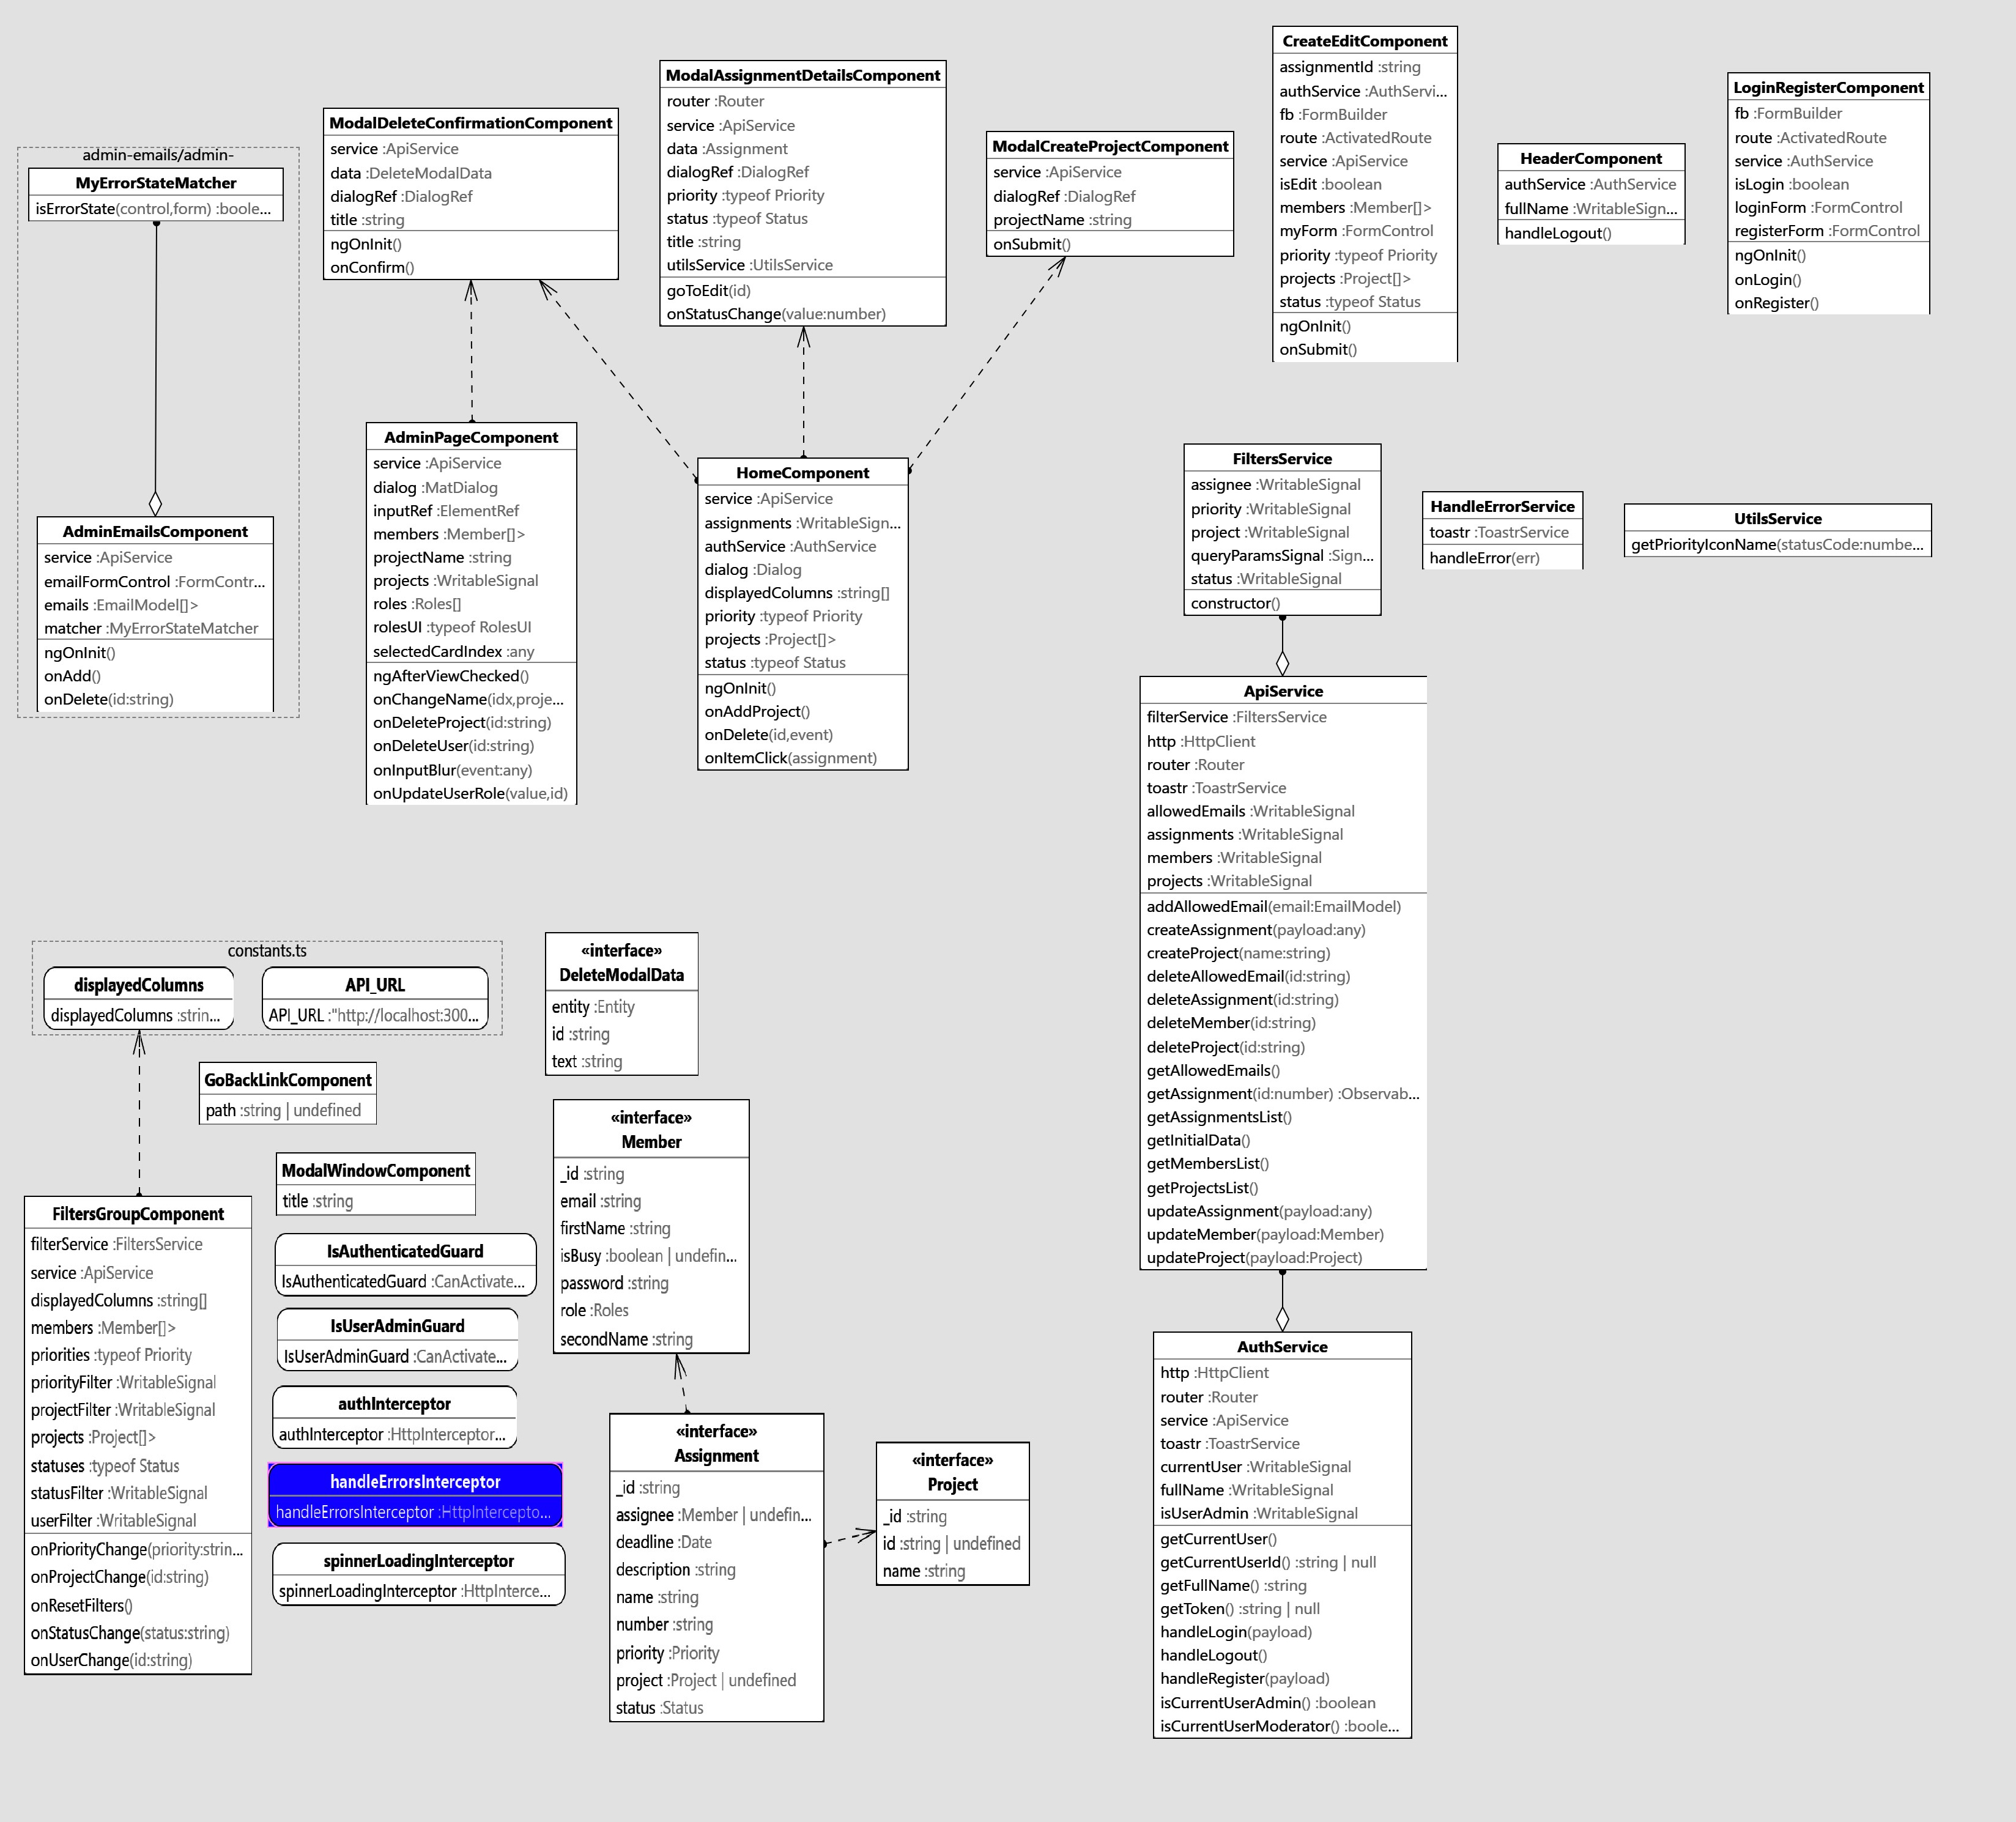 admin-emails/admin-
MyErrorStateMatcher
isErrorState(control,form) :boole...
AdminEmailsComponent
service :ApiService
emailFormControl :FormContr...
emails :EmailModel[]>
matcher :MyErrorStateMatcher
ngOnInit()
onAdd()
onDelete(id:string)
ModalDeleteConfirmationComponent
service :ApiService
data :DeleteModalData
dialogRef :DialogRef
title :string
ngOnInit()
onConfirm()
ModalAssignmentDetailsComponent
router :Router
service :ApiService
data :Assignment
dialogRef :DialogRef
priority :typeof Priority
status :typeof Status
title :string
utilsService :UtilsService
goToEdit(id)
onStatusChange(value:number)
ModalCreateProjectComponent
service :ApiService
dialogRef :DialogRef
projectName :string
onSubmit()
CreateEditComponent
assignmentId :string
authService :AuthServi...
fb :FormBuilder
route :ActivatedRoute
service :ApiService
isEdit :boolean
members :Member[]>
myForm :FormControl
priority :typeof Priority
projects :Project[]>
status :typeof Status
ngOnInit()
onSubmit()
HeaderComponent
authService :AuthService
fullName :WritableSign...
handleLogout()
LoginRegisterComponent
fb :FormBuilder
route :ActivatedRoute
service :AuthService
isLogin :boolean
loginForm :FormControl
registerForm :FormControl
ngOnInit()
onLogin()
onRegister()
AdminPageComponent
service :ApiService
dialog :MatDialog
inputRef :ElementRef
members :Member[]>
projectName :string
projects :WritableSignal
roles :Roles[]
rolesUI :typeof RolesUI
selectedCardIndex :any
ngAfterViewChecked()
onChangeName(idx,proje...
onDeleteProject(id:string)
onDeleteUser(id:string)
onInputBlur(event:any)
onUpdateUserRole(value,id)
HomeComponent
service :ApiService
assignments :WritableSign...
authService :AuthService
dialog :Dialog
displayedColumns :string[]
priority :typeof Priority
projects :Project[]>
status :typeof Status
ngOnInit()
onAddProject()
onDelete(id,event)
onItemClick(assignment)
FiltersService
assignee :WritableSignal
priority :WritableSignal
project :WritableSignal
queryParamsSignal :Sign...
status :WritableSignal
constructor()
HandleErrorService
toastr :ToastrService
handleError(err)
UtilsService
getPriorityIconName(statusCode:numbe...
ApiService
filterService :FiltersService
http :HttpClient
router :Router
toastr :ToastrService
allowedEmails :WritableSignal
assignments :WritableSignal
members :WritableSignal
projects :WritableSignal
addAllowedEmail(email:EmailModel)
createAssignment(payload:any)
createProject(name:string)
deleteAllowedEmail(id:string)
deleteAssignment(id:string)
deleteMember(id:string)
deleteProject(id:string)
getAllowedEmails()
getAssignment(id:number) :Observab...
getAssignmentsList()
getInitialData()
getMembersList()
getProjectsList()
updateAssignment(payload:any)
updateMember(payload:Member)
updateProject(payload:Project)
AuthService
http :HttpClient
router :Router
service :ApiService
toastr :ToastrService
currentUser :WritableSignal
fullName :WritableSignal
isUserAdmin :WritableSignal
getCurrentUser()
getCurrentUserId() :string | null
getFullName() :string
getToken() :string | null
handleLogin(payload)
handleLogout()
handleRegister(payload)
isCurrentUserAdmin() :boolean
isCurrentUserModerator() :boole...
constants.ts
displayedColumns
displayedColumns :strin...
API_URL
API_URL :"http://localhost:300...
GoBackLinkComponent
path :string | undefined
ModalWindowComponent
title :string
FiltersGroupComponent
filterService :FiltersService
service :ApiService
displayedColumns :string[]
members :Member[]>
priorities :typeof Priority
priorityFilter :WritableSignal
projectFilter :WritableSignal
projects :Project[]>
statuses :typeof Status
statusFilter :WritableSignal
userFilter :WritableSignal
onPriorityChange(priority:strin...
onProjectChange(id:string)
onResetFilters()
onStatusChange(status:string)
onUserChange(id:string)
IsAuthenticatedGuard
IsAuthenticatedGuard :CanActivate...
IsUserAdminGuard
IsUserAdminGuard :CanActivate...
authInterceptor
authInterceptor :HttpInterceptor...
handleErrorsInterceptor
handleErrorsInterceptor :HttpIntercepto...
spinnerLoadingInterceptor
spinnerLoadingInterceptor :HttpInterce...
«interface»
DeleteModalData
entity :Entity
id :string
text :string
«interface»
Member
_id :string
email :string
firstName :string
isBusy :boolean | undefin...
password :string
role :Roles
secondName :string
«interface»
Assignment
_id :string
assignee :Member | undefin...
deadline :Date
description :string
name :string
number :string
priority :Priority
project :Project | undefined
status :Status
«interface»
Project
_id :string
id :string | undefined
name :string